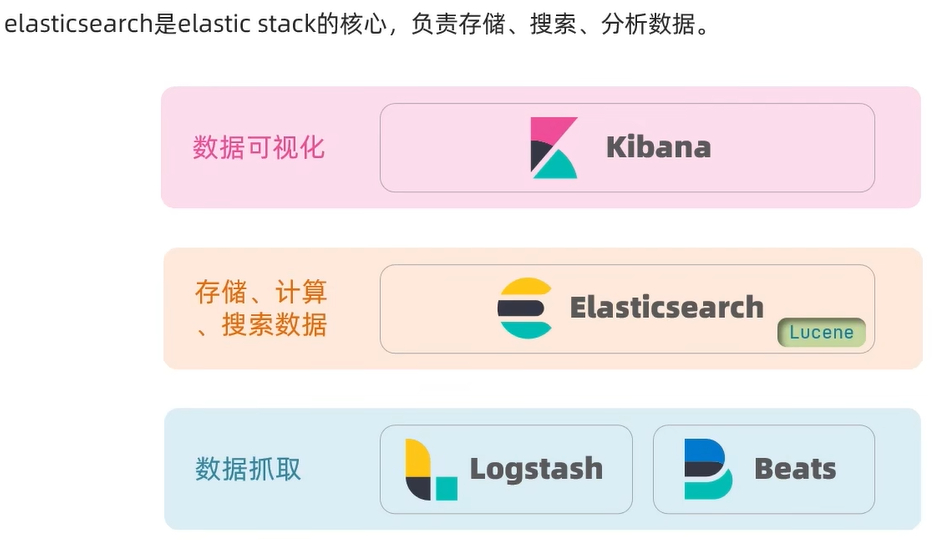 elasticsearch是elastic stack的核心，负责存储、搜索、分析数据。
数据可视化
Kibana
存储、计算
、搜索数据
Elasticsearch
Lucene
数据抓取
Logstash
Beats